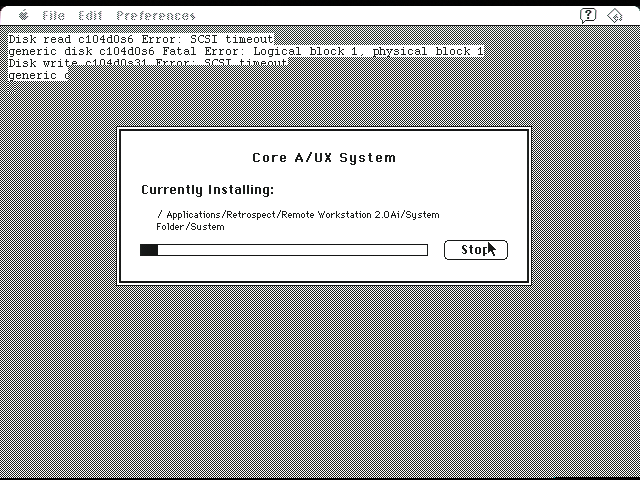 File Edit Preferences
Disk read c104d0s6 Error: SCSI timeout
generic disk c104d0s6 Fatal Error: Logical block 1, physical block 1
Disk write c104d0s31 Error: SCSI timeout
generic d
Core A/UX System
Currently Installing:
/ Applications/Retrospect/Remote Workstation 2.0Ai/System
Folder/System
Stop